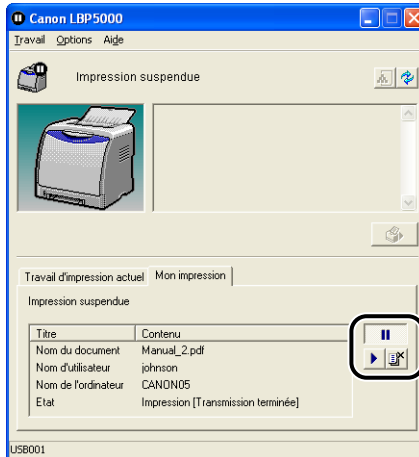 Canon LBP5000
Travail Options Aide
Impression suspendue
Travail d'impression actuel Mon impression
Impression suspendue
Titre Contenu
Nom du document Manual_2.pdf
Nom d'utilisateur johnson
Nom de l'ordinateur CANON05
Etat Impression [Transmission terminée]
USB001